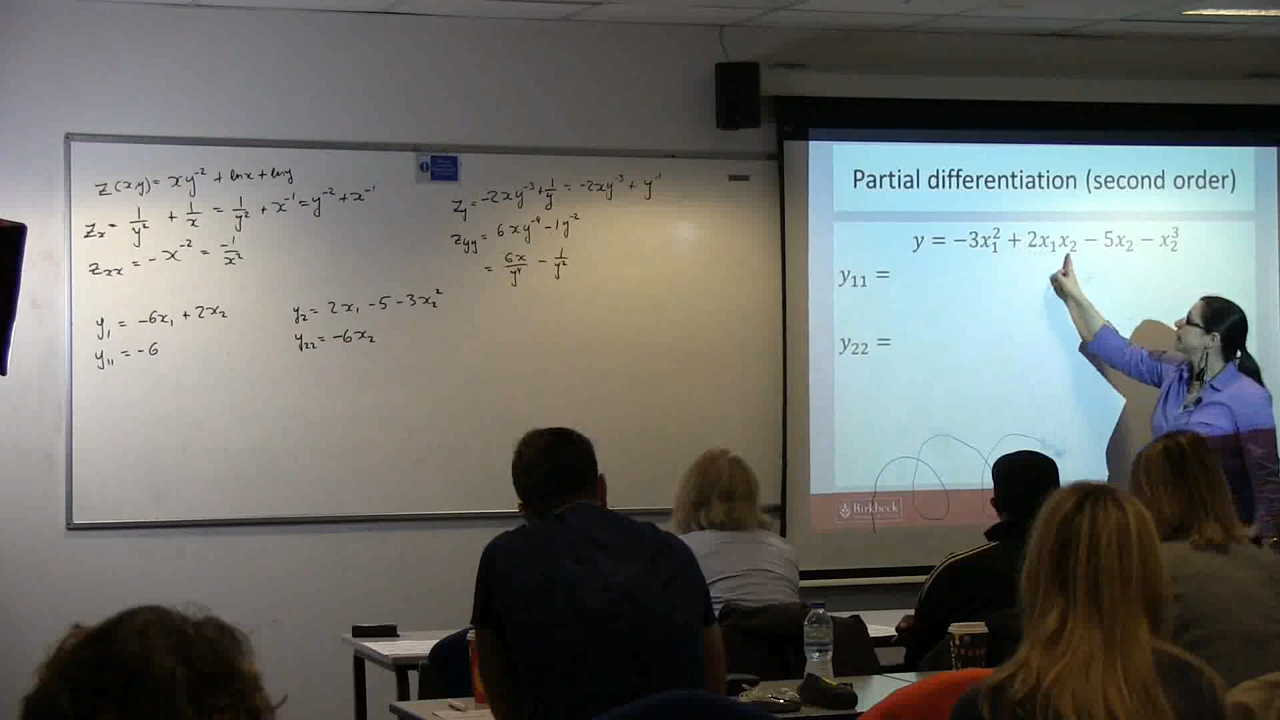 Z(x,y)= xy⁻² + lnx + lny
Zₓ= 1/y² + 1/x = 1/y² + x⁻¹ = y⁻² + x⁻¹
Zₓₓ = -x⁻² = -1/x²
y₁ = -6x₁ + 2x₂
y₁₁ = -6
y₂= 2x₁ -5 -3x₂²
y₂₂= -6x₂
Zᵧ= -2xy⁻³ + 1/y = -2xy⁻³ + y⁻¹
Zᵧᵧ = 6xy⁻⁴ - 1y⁻²
= 6x/y⁴ - 1/y²
Partial differentiation (second order)
y = −3x₁² + 2x₁x₂ − 5x₂ − x₂³
y₁₁ =
y₂₂ =
Birkbeck